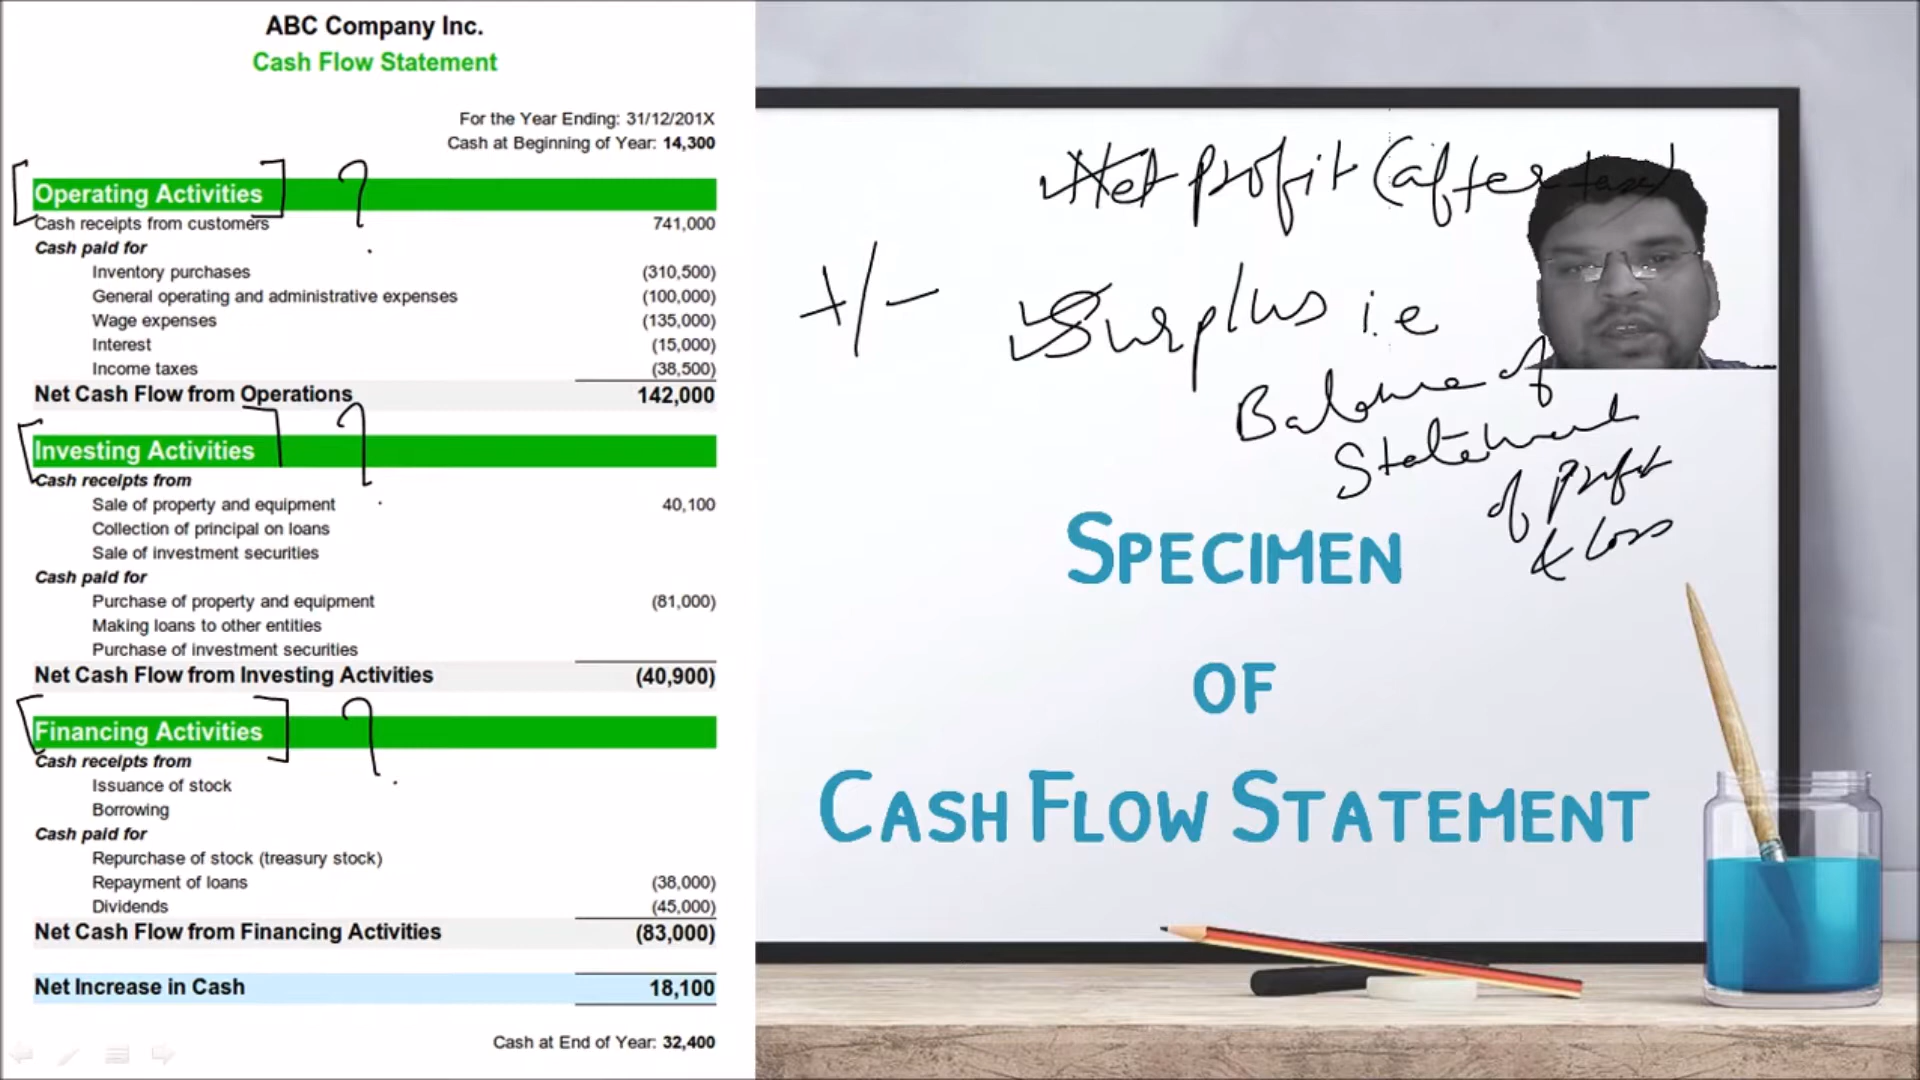 ABC Company Inc.
Cash Flow Statement
For the Year Ending: 31/12/201X
Cash at Beginning of Year: 14,300
[Operating Activities] ?
Cash receipts from customers 741,000
Cash paid for
Inventory purchases (310,500)
General operating and administrative expenses (100,000)
Wage expenses (135,000)
Interest (15,000)
Income taxes (38,500)
Net Cash Flow from Operations 142,000
[Investing Activities] ?
Cash receipts from
Sale of property and equipment 40,100
Collection of principal on loans
Sale of investment securities
Cash paid for
Purchase of property and equipment (81,000)
Making loans to other entities
Purchase of investment securities
Net Cash Flow from Investing Activities (40,900)
[Financing Activities] ?
Cash receipts from
Issuance of stock
Borrowing
Cash paid for
Repurchase of stock (treasury stock)
Repayment of loans (38,000)
Dividends (45,000)
Net Cash Flow from Financing Activities (83,000)
Net Increase in Cash 18,100
Cash at End of Year: 32,400
Net Profit (after tax)
+/- Surplus i.e
Balance of
Statement
of Profit
& Loss
SPECIMEN
OF
CASH FLOW STATEMENT